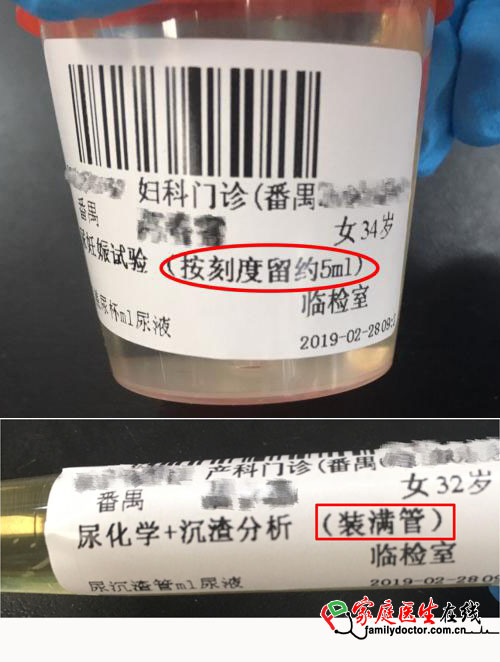 妇科门诊(番禺
番禺
女34岁
妊娠试验 (按刻度留约5ml)
临检室
尿杯ml尿液
2019-02-28 09:
产科门诊(番禺
番禺
女32岁
尿化学+沉渣分析 (装满管)
临检室
尿沉渣管ml尿液
2019-02-28 09
家庭医生在线
familydoctor.com.cn